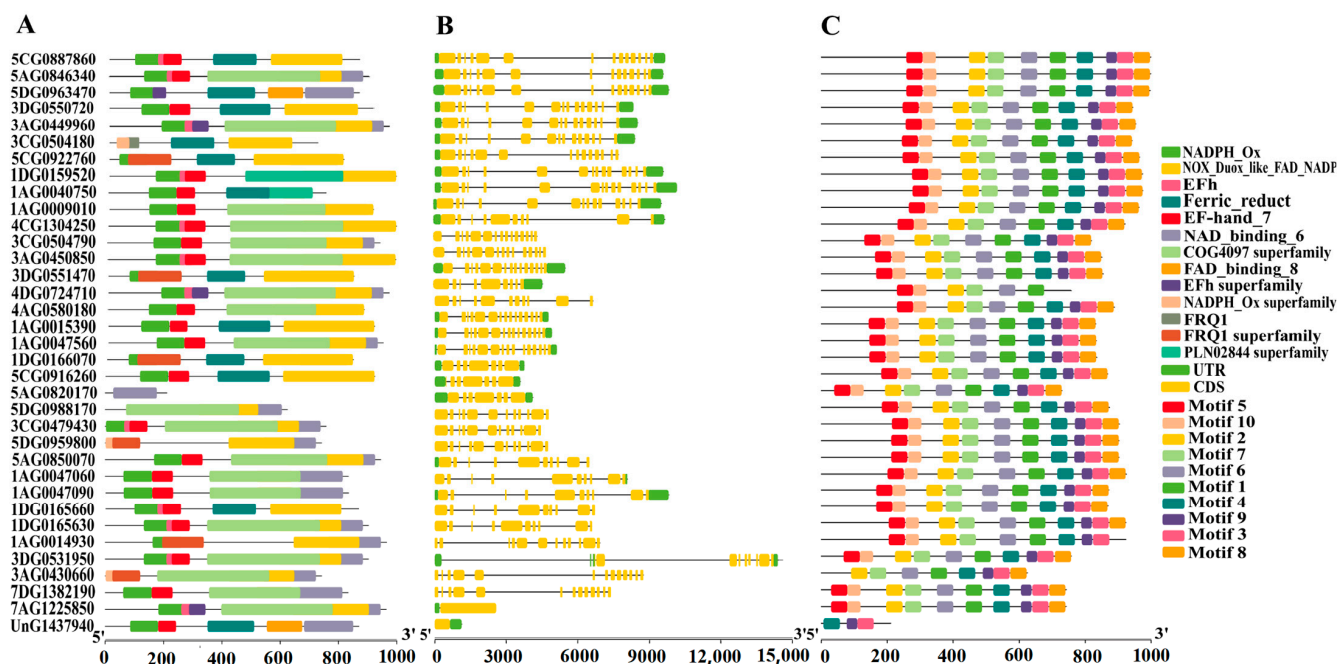 A
B
C
5CG0887860
5AG0846340
5DG0963470
3DG0550720
3AG0449960
3CG0504180
5CG0922760
1DG0159520
1AG0040750
1AG0009010
4CG1304250
3CG0504790
3AG0450850
3DG0551470
4DG0724710
4AG0580180
1AG0015390
1AG0047560
1DG0166070
5CG0916260
5AG0820170
5DG0988170
3CG0479430
5DG0959800
5AG0850070
1AG0047060
1AG0047090
1DG0165660
1DG0165630
1AG0014930
3DG0531950
3AG0430660
7DG1382190
7AG1225850
UnG1437940
5' 3'
0 200 400 600 800 1000
5' 3'
0 3000 6000 9000 12,000 15,000
5' 3'
0 200 400 600 800 1000
NADPH_Ox
NOX_Duox_like_FAD_NADP
EFh
Ferric_reduct
EF-hand_7
NAD_binding_6
COG4097 superfamily
FAD_binding_8
EFh superfamily
NADPH_Ox superfamily
FRQ1
FRQ1 superfamily
PLN02844 superfamily
UTR
CDS
Motif 5
Motif 10
Motif 2
Motif 7
Motif 6
Motif 1
Motif 4
Motif 9
Motif 3
Motif 8